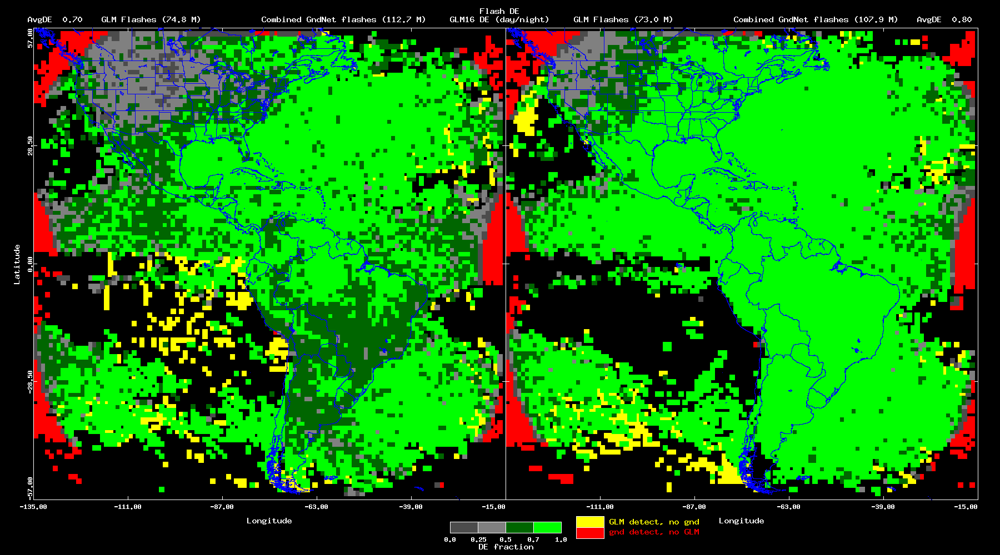 Flash DE
AvgDE 0.70 GLM Flashes (74.8 M) Combined GndNet flashes (112.7 M) GLM16 DE (day/night) GLM Flashes (73.0 M) Combined GndNet flashes (107.9 M) AvgDE 0.80
57.00
28.50
0.00
-28.50
-57.00
Latitude
-135.00 -111.00 -87.00 -63.00 -39.00 -15.00 -111.00 -87.00 -63.00 -39.00 -15.00
Longitude Longitude
0.0 0.25 0.5 0.7 1.0
DE fraction
GLM detect, no gnd
gnd detect, no GLM